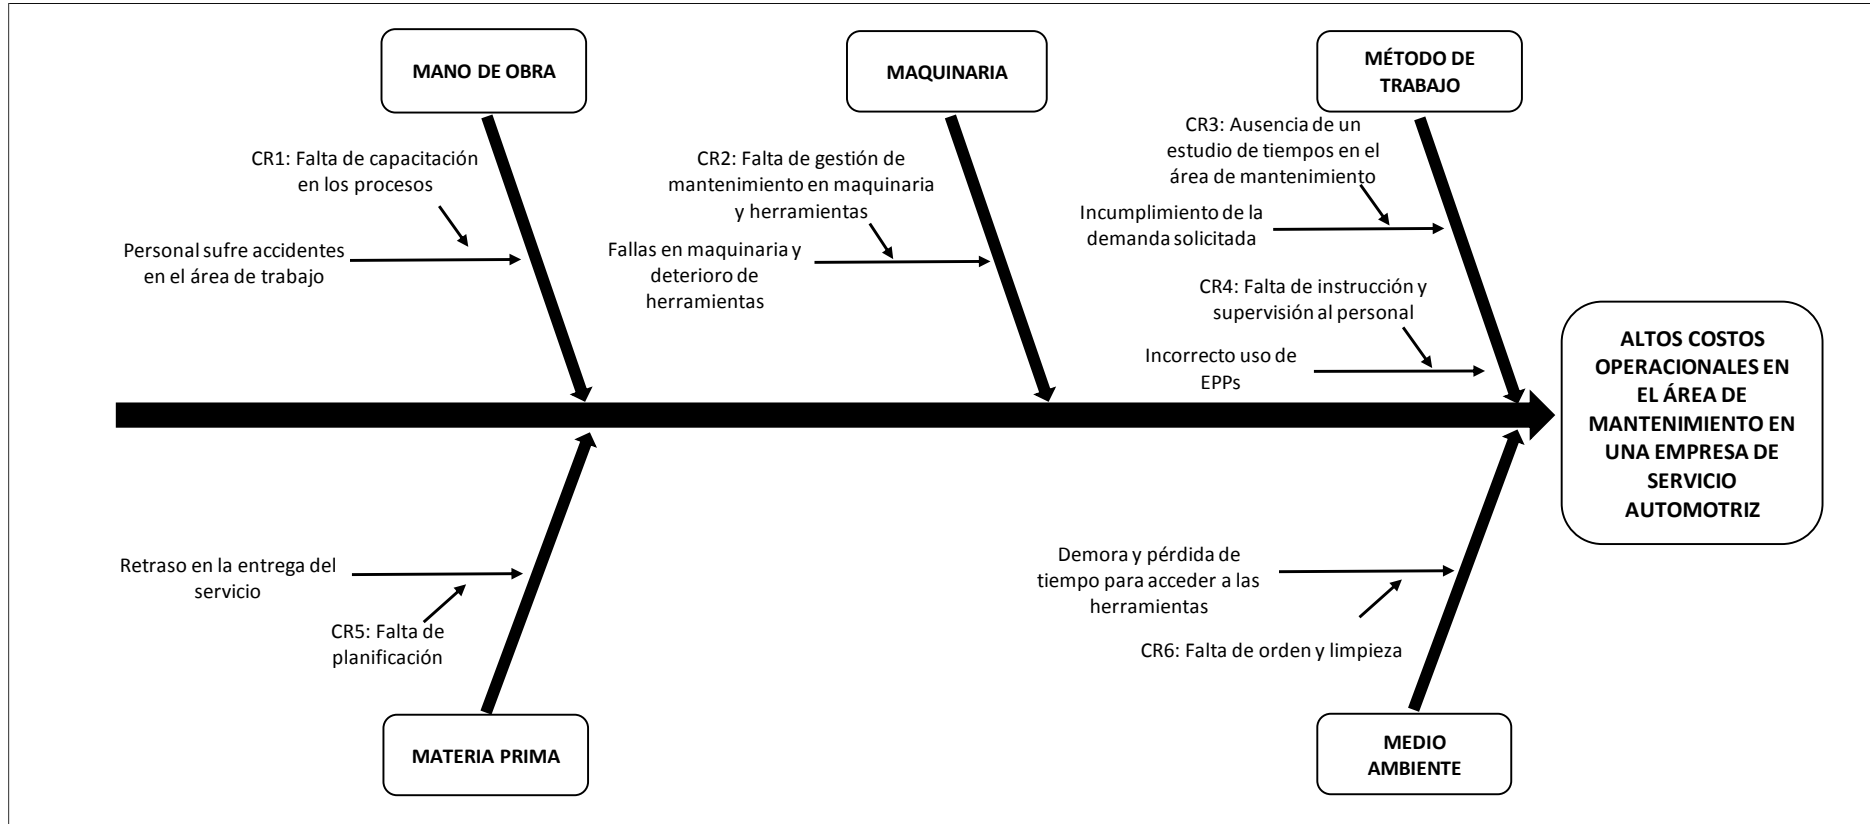 MANO DE OBRA
MAQUINARIA
MÉTODO DE
TRABAJO
CR1: Falta de capacitación
en los procesos
Personal sufre accidentes
en el área de trabajo
CR2: Falta de gestión de
mantenimiento en maquinaria
y herramientas
Fallas en maquinaria y
deterioro de
herramientas
CR3: Ausencia de un
estudio de tiempos en el
área de mantenimiento
Incumplimiento de la
demanda solicitada
CR4: Falta de instrucción y
supervisión al personal
Incorrecto uso de
EPPs
ALTOS COSTOS
OPERACIONALES EN
EL ÁREA DE
MANTENIMIENTO EN
UNA EMPRESA DE
SERVICIO
AUTOMOTRIZ
Retraso en la entrega del
servicio
CR5: Falta de
planificación
Demora y pérdida de
tiempo para acceder a las
herramientas
CR6: Falta de orden y limpieza
MATERIA PRIMA
MEDIO
AMBIENTE